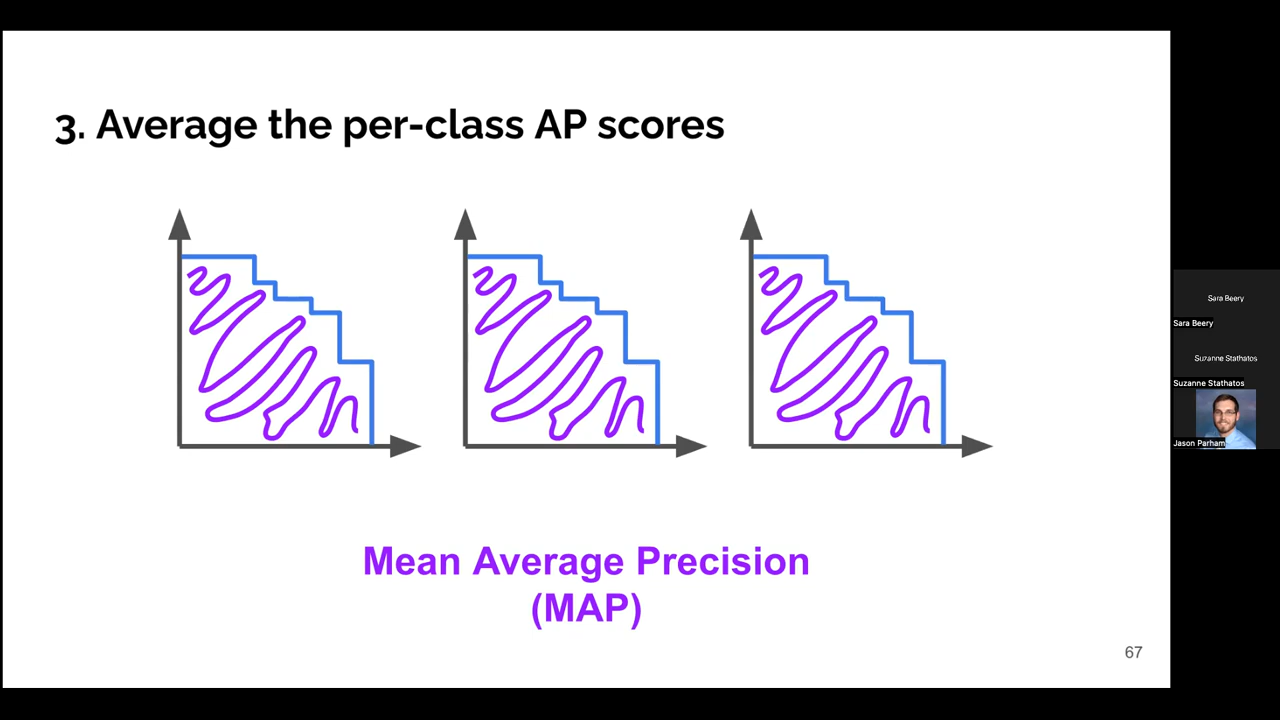 3. Average the per-class AP scores
Mean Average Precision
(MAP)
67
Sara Beery
Sara Beery
Suzanne Stathatos
Suzanne Stathatos
Jason Parham